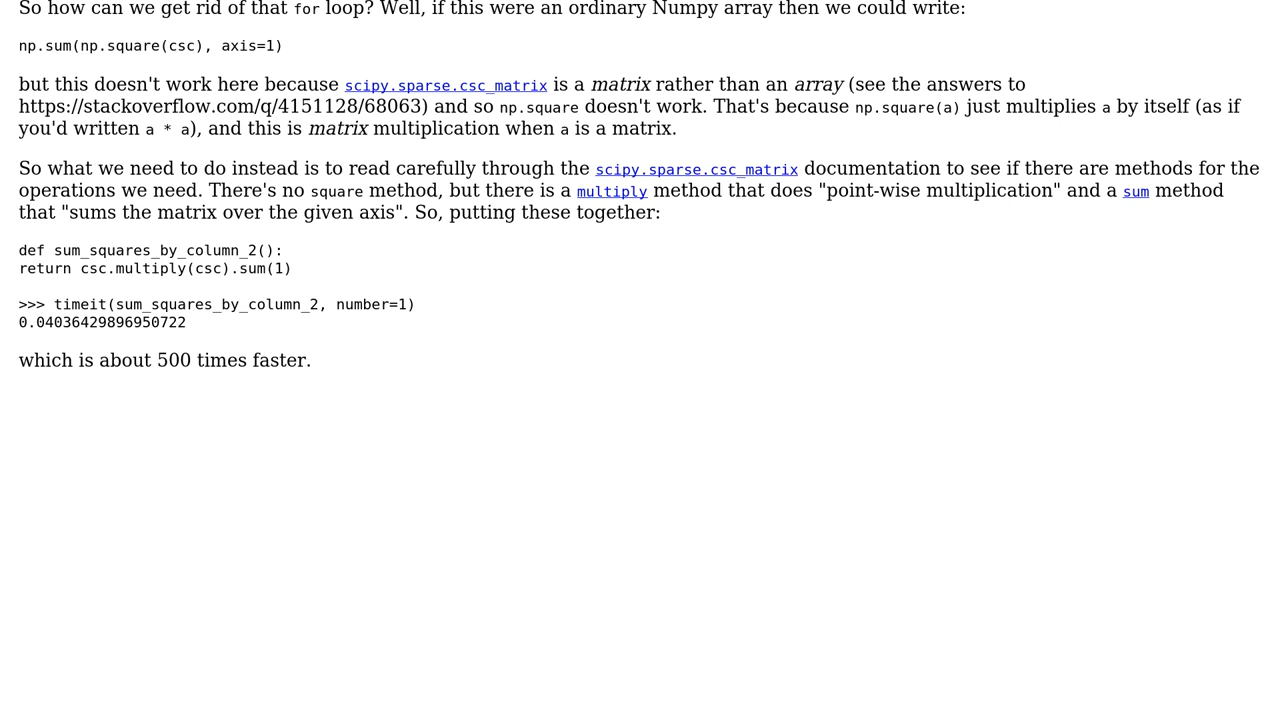 So how can we get rid of that for loop? Well, if this were an ordinary Numpy array then we could write:
np.sum(np.square(csc), axis=1)
but this doesn't work here because scipy.sparse.csc_matrix is a matrix rather than an array (see the answers to
https://stackoverflow.com/q/4151128/68063) and so np.square doesn't work. That's because np.square(a) just multiplies a by itself (as if
you'd written a * a), and this is matrix multiplication when a is a matrix.
So what we need to do instead is to read carefully through the scipy.sparse.csc_matrix documentation to see if there are methods for the
operations we need. There's no square method, but there is a multiply method that does "point-wise multiplication" and a sum method
that "sums the matrix over the given axis". So, putting these together:
def sum_squares_by_column_2():
return csc.multiply(csc).sum(1)
>>> timeit(sum_squares_by_column_2, number=1)
0.04036429896950722
which is about 500 times faster.